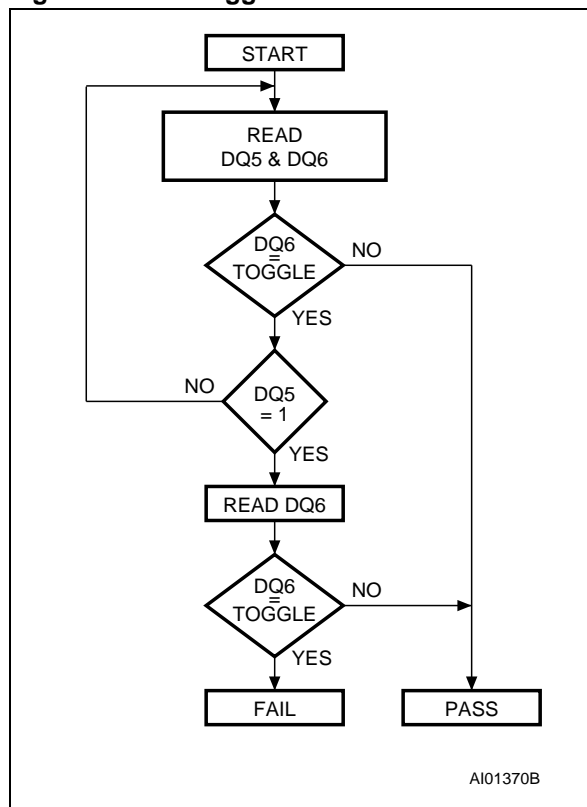 START
READ
DQ5 & DQ6
DQ6
=
TOGGLE
NO
YES
NO
DQ5
= 1
YES
READ DQ6
DQ6
=
TOGGLE
NO
YES
FAIL
PASS
AI01370B